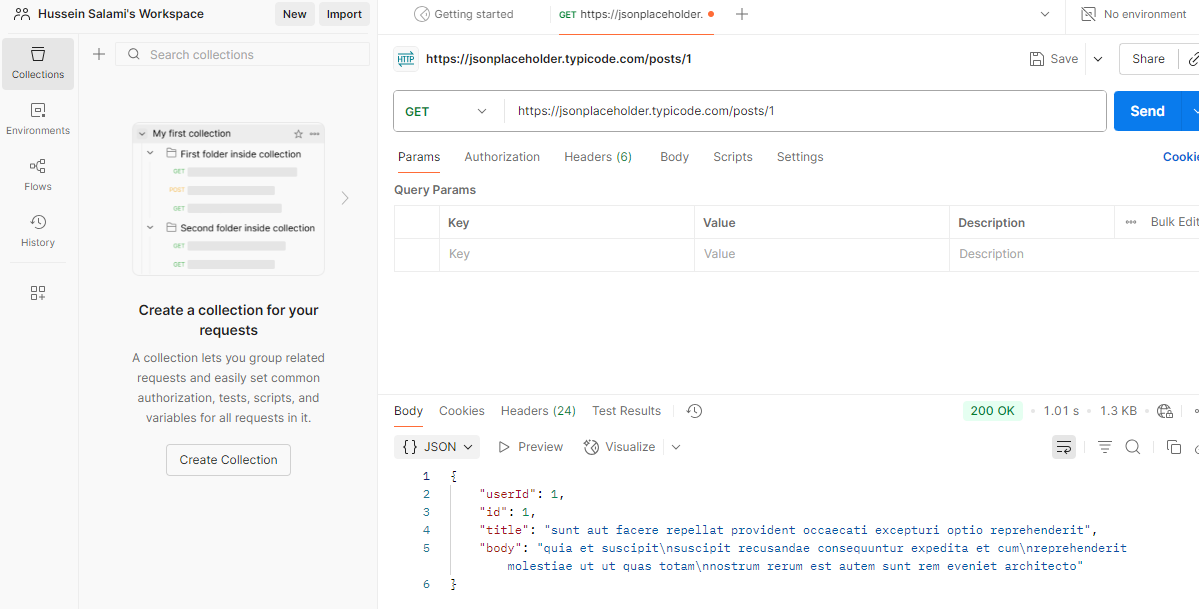 Hussein Salami's Workspace
New
Import
Getting started
GET https://jsonplaceholder.
No environment
Collections
Environments
Flows
History
Search collections
My first collection
First folder inside collection
GET
POST
GET
Second folder inside collection
GET
GET
Create a collection for your
requests
A collection lets you group related
requests and easily set common
authorization, tests, scripts, and
variables for all requests in it.
Create Collection
HTTP
https://jsonplaceholder.typicode.com/posts/1
Save
Share
GET
https://jsonplaceholder.typicode.com/posts/1
Send
Params
Authorization
Headers (6)
Body
Scripts
Settings
Cookie
Query Params
Key
Value
Description
Bulk Edit
Key
Value
Description
Body
Cookies
Headers (24)
Test Results
200 OK
1.01 s
1.3 KB
{} JSON
Preview
Visualize
1 {
2 "userId": 1,
3 "id": 1,
4 "title": "sunt aut facere repellat provident occaecati excepturi optio reprehenderit",
5 "body": "quia et suscipit\nsuscipit recusandae consequuntur expedita et cum\nreprehenderit
molestiae ut ut quas totam\nnostrum rerum est autem sunt rem eveniet architecto"
6 }